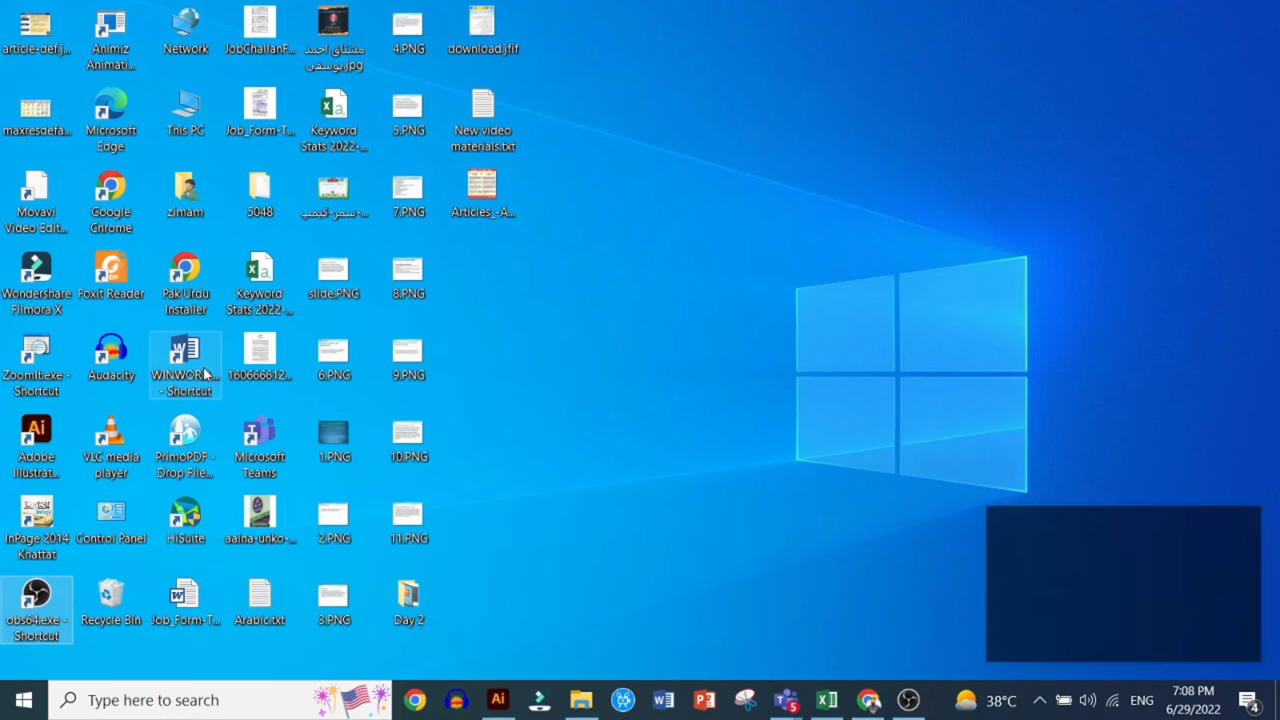 article-def.j...
Animiz
Animati...
Network
JobChallanF...
مشتاق احمد
یوسفی.jpg
4.PNG
download.jfif
maxresdefa...
Microsoft
Edge
This PC
Job_Form-T...
Keyword
Stats 2022-...
5.PNG
New video
materials.txt
Movavi
Video Edit...
Google
Chrome
zimam
5048
سمر-کیمپ-...
7.PNG
Articles_-A...
Wondershare
Filmora X
Foxit Reader
Pak Urdu
Installer
Keyword
Stats 2022-...
slide.PNG
8.PNG
ZoomIt.exe -
Shortcut
Audacity
WINWOR...
- Shortcut
160666612...
6.PNG
9.PNG
Adobe
Illustrat...
VLC media
player
PrimoPDF -
Drop File...
Microsoft
Teams
1.PNG
10.PNG
InPage 2014
Khattat
Control Panel
HiSuite
aaina-unko-...
2.PNG
11.PNG
obs64.exe -
Shortcut
Recycle Bin
Job_Form-T...
Arabic.txt
3.PNG
Day 2
Type here to search
38°C
ENG
7:08 PM
6/29/2022
4